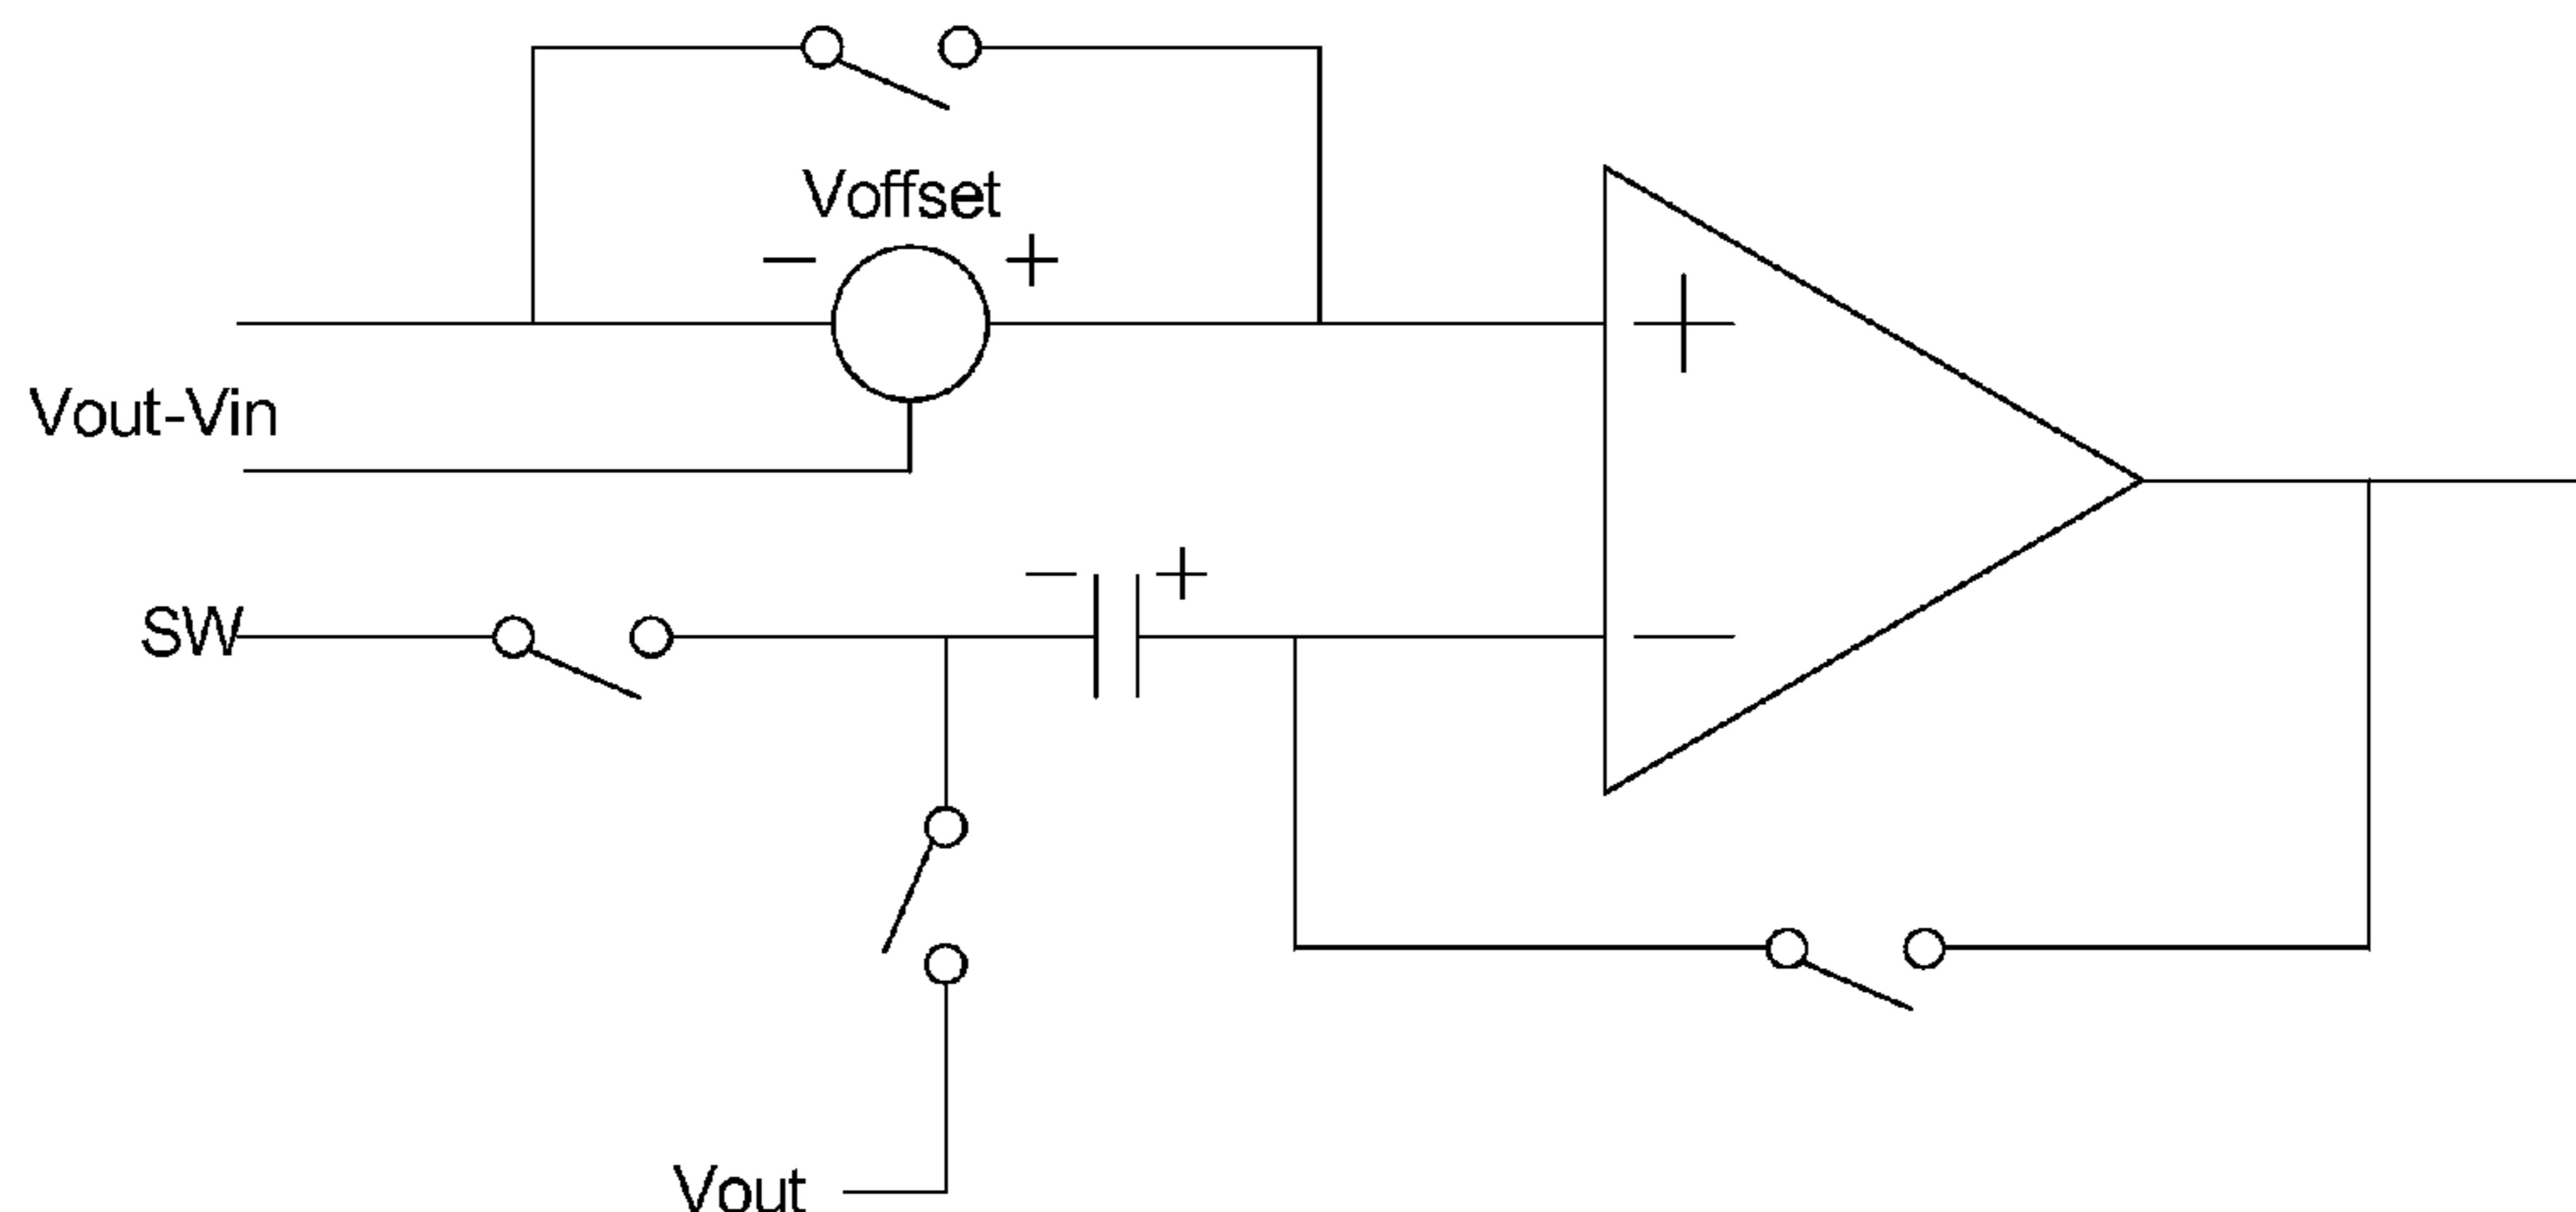 Voffset
− +
+
Vout-Vin
− +
SW
−
Vout